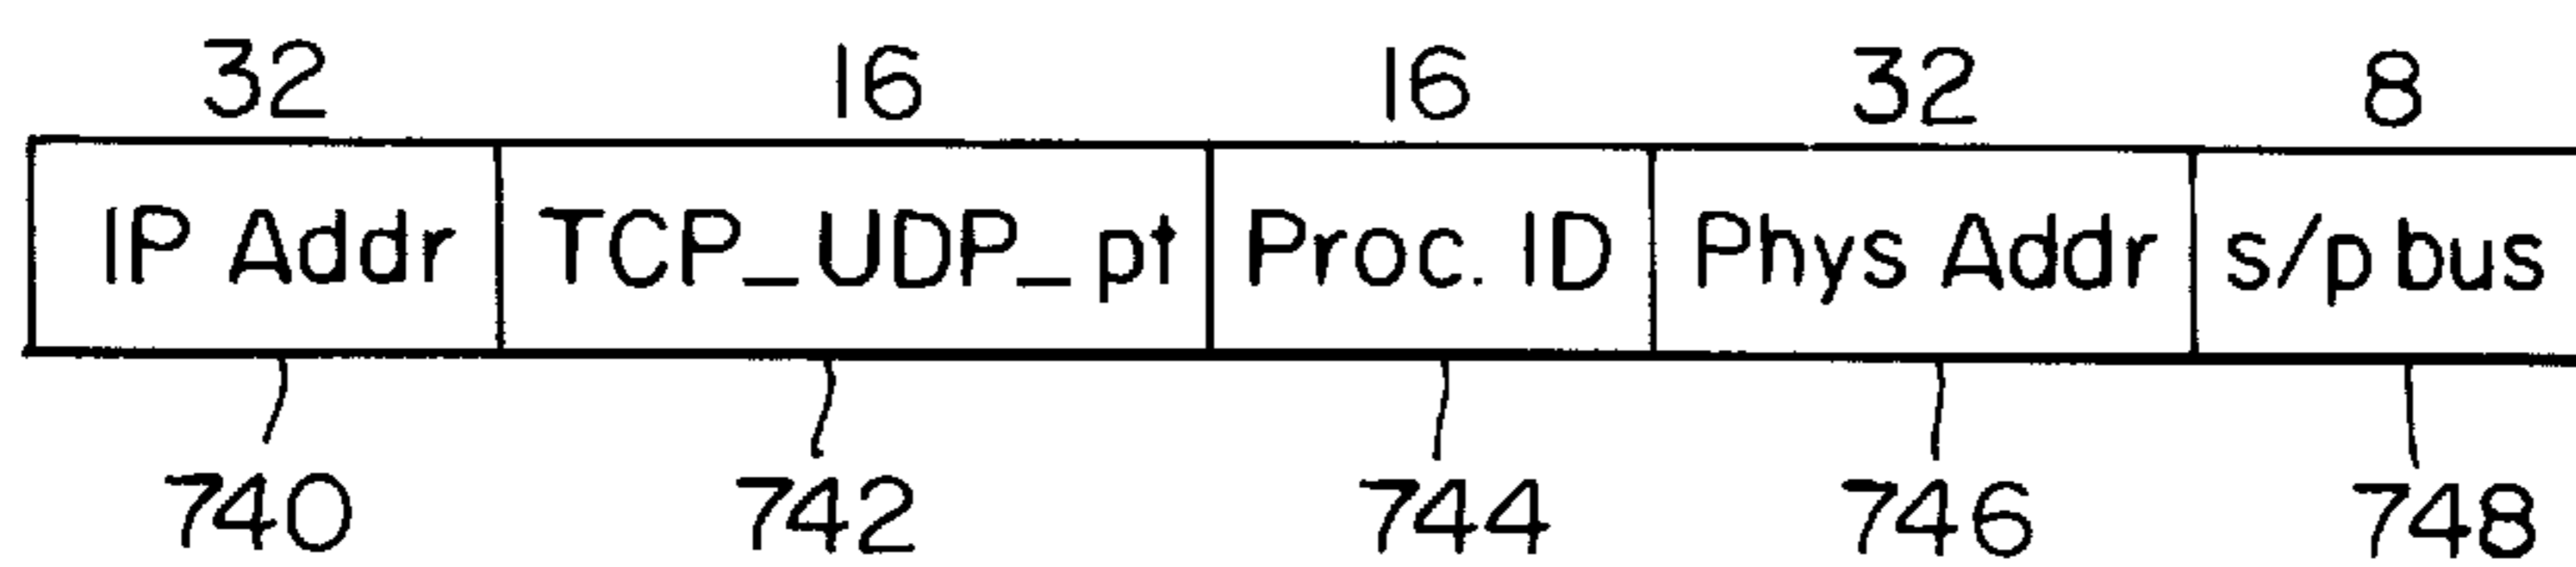 32 16 16 32 8
IP Addr TCP_UDP_pt Proc. ID Phys Addr s/p bus
740 742 744 746 748